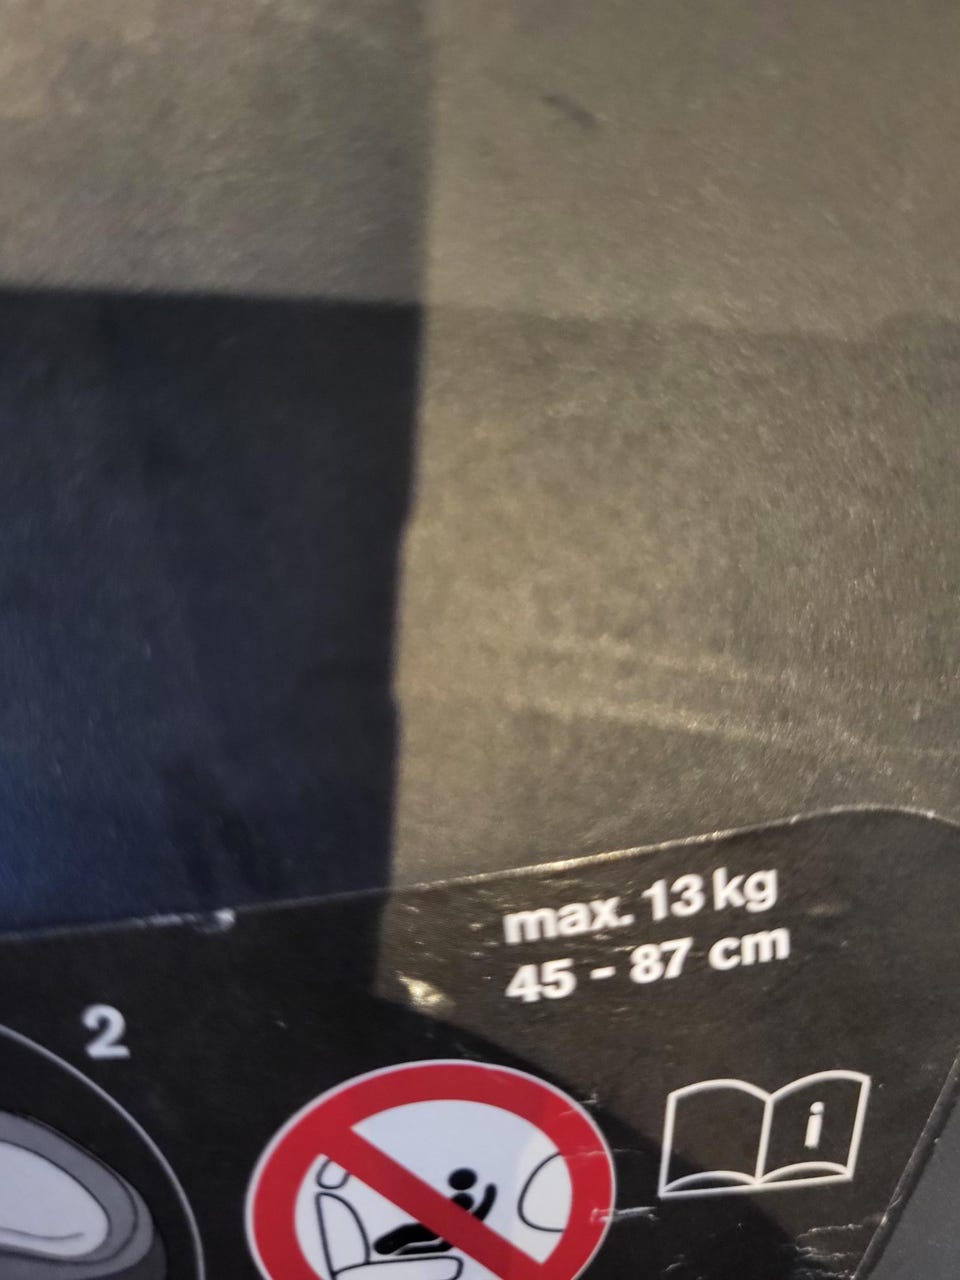 max. 13 kg
45 - 87 cm
2
i